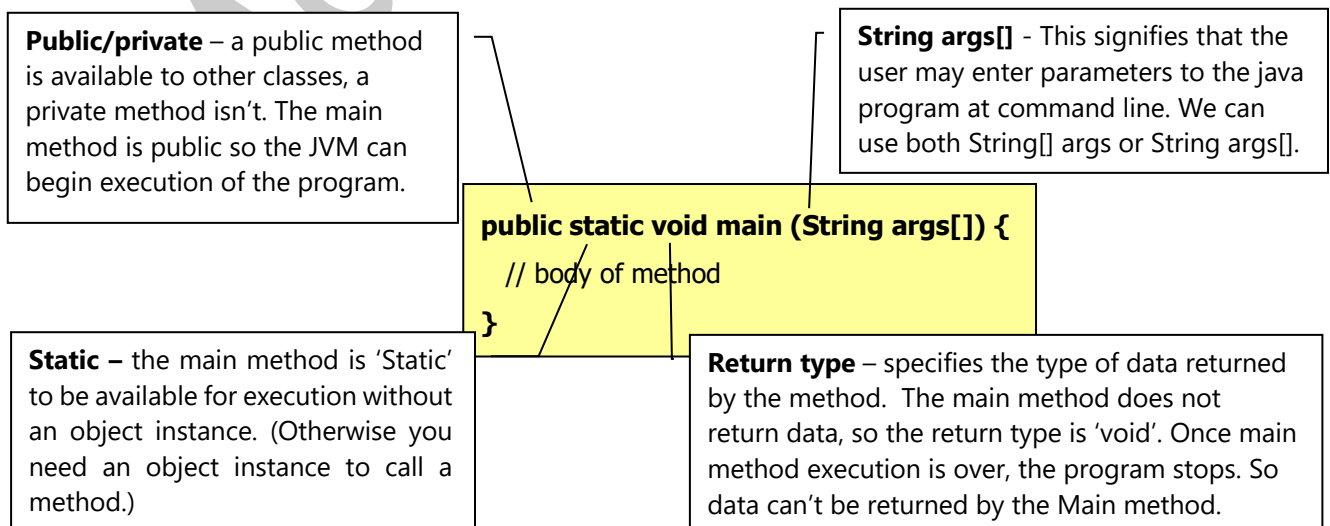 Public/private – a public method
is available to other classes, a
private method isn’t. The main
method is public so the JVM can
begin execution of the program.
String args[] - This signifies that the
user may enter parameters to the java
program at command line. We can
use both String[] args or String args[].
public static void main (String args[]) {
// body of method
}
Static – the main method is ‘Static’
to be available for execution without
an object instance. (Otherwise you
need an object instance to call a
method.)
Return type – specifies the type of data returned
by the method. The main method does not
return data, so the return type is ‘void’. Once main
method execution is over, the program stops. So
data can’t be returned by the Main method.